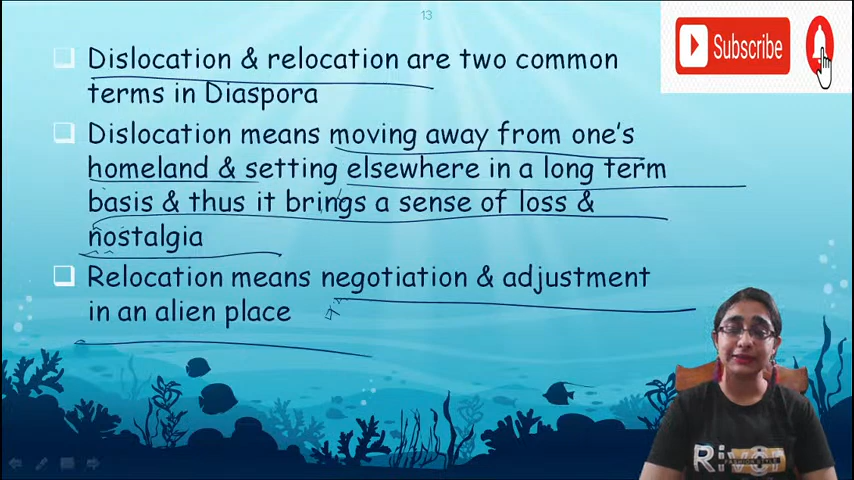 13
Subscribe
Dislocation & relocation are two common
terms in Diaspora
Dislocation means moving away from one's
homeland & setting elsewhere in a long term
basis & thus it brings a sense of loss &
nostalgia
Relocation means negotiation & adjustment
in an alien place
River